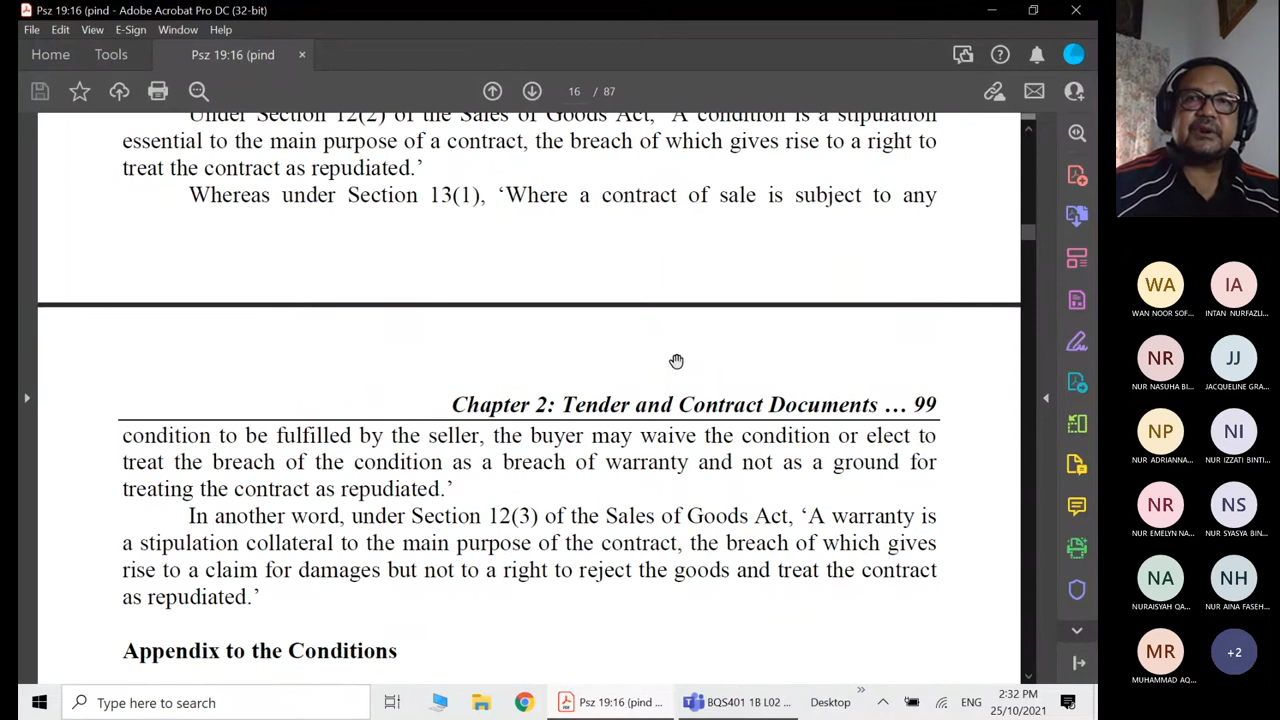 Psz 19:16 (pind - Adobe Acrobat Pro DC (32-bit)
File Edit View E-Sign Window Help
Home Tools Psz 19:16 (pind ×
16 / 87
Under Section 12(2) of the Sales of Goods Act, ‘A condition is a stipulation
essential to the main purpose of a contract, the breach of which gives rise to a right to
treat the contract as repudiated.’
Whereas under Section 13(1), ‘Where a contract of sale is subject to any
Chapter 2: Tender and Contract Documents … 99
condition to be fulfilled by the seller, the buyer may waive the condition or elect to
treat the breach of the condition as a breach of warranty and not as a ground for
treating the contract as repudiated.’
In another word, under Section 12(3) of the Sales of Goods Act, ‘A warranty is
a stipulation collateral to the main purpose of the contract, the breach of which gives
rise to a claim for damages but not to a right to reject the goods and treat the contract
as repudiated.’
Appendix to the Conditions
WA IA
WAN NOOR SOF... INTAN NURFAZLI...
NR JJ
NUR NASUHA BI... JACQUELINE GRA...
NP NI
NUR ADRIANNA... NUR IZZATI BINTI...
NR NS
NUR EMELYN NA... NUR SYASYA BIN...
NA NH
NURAISYAH QA... NUR AINA FASEH...
MR +2
MUHAMMAD AQ...
Type here to search
Psz 19:16 (pind ...
BQS401 1B L02 ...
Desktop
»
ENG
2:32 PM
25/10/2021